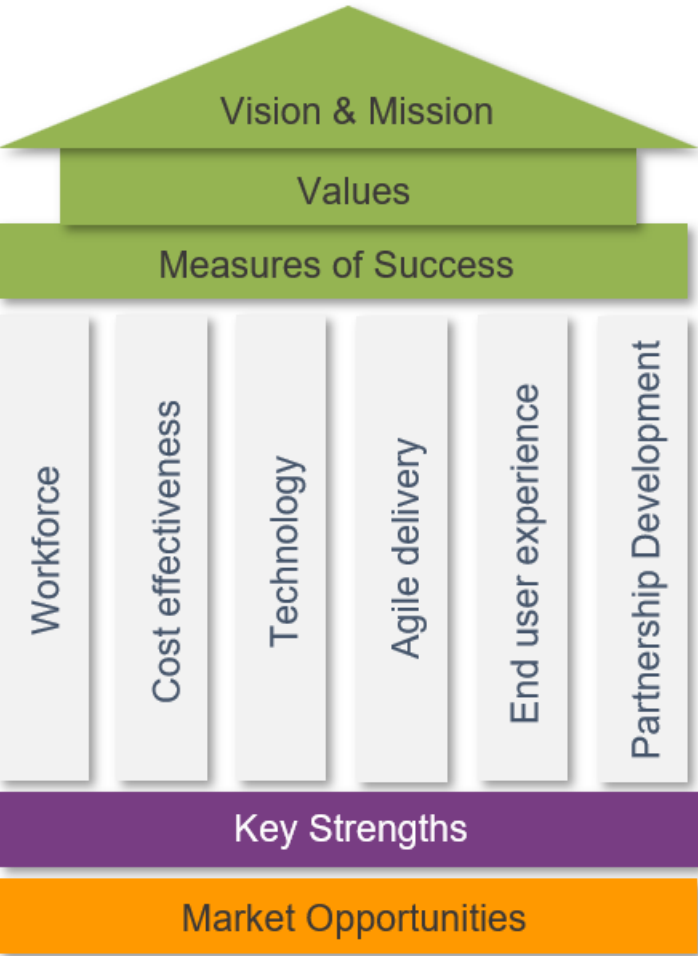 Vision & Mission
Values
Measures of Success
Workforce
Cost effectiveness
Technology
Agile delivery
End user experience
Partnership Development
Key Strengths
Market Opportunities